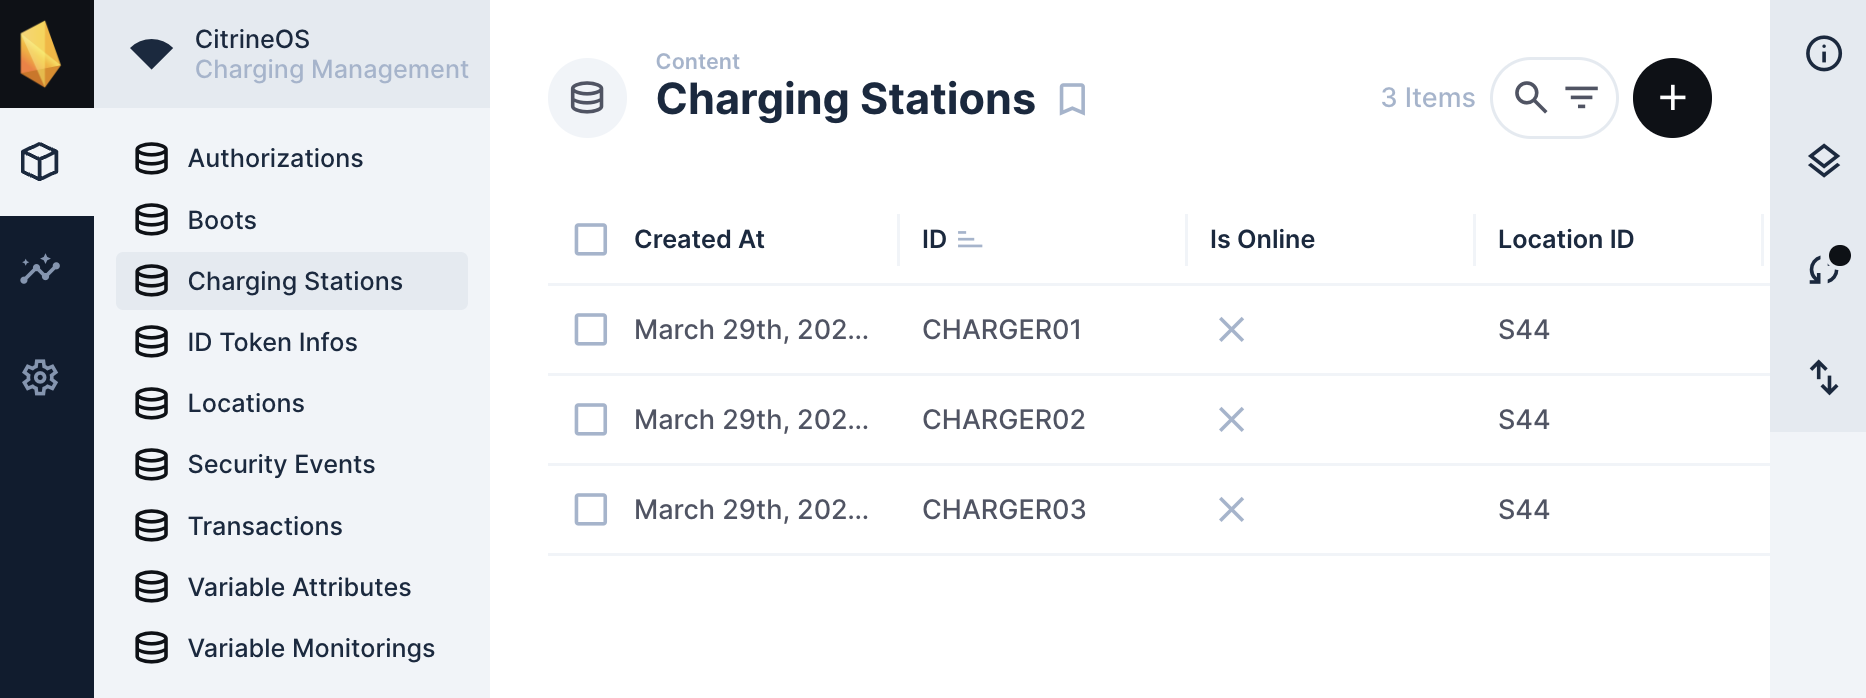 CitrineOS
Charging Management
Authorizations
Boots
Charging Stations
ID Token Infos
Locations
Security Events
Transactions
Variable Attributes
Variable Monitorings
Content
Charging Stations
3 Items
Created At ID Is Online Location ID
March 29th, 202... CHARGER01 S44
March 29th, 202... CHARGER02 S44
March 29th, 202... CHARGER03 S44